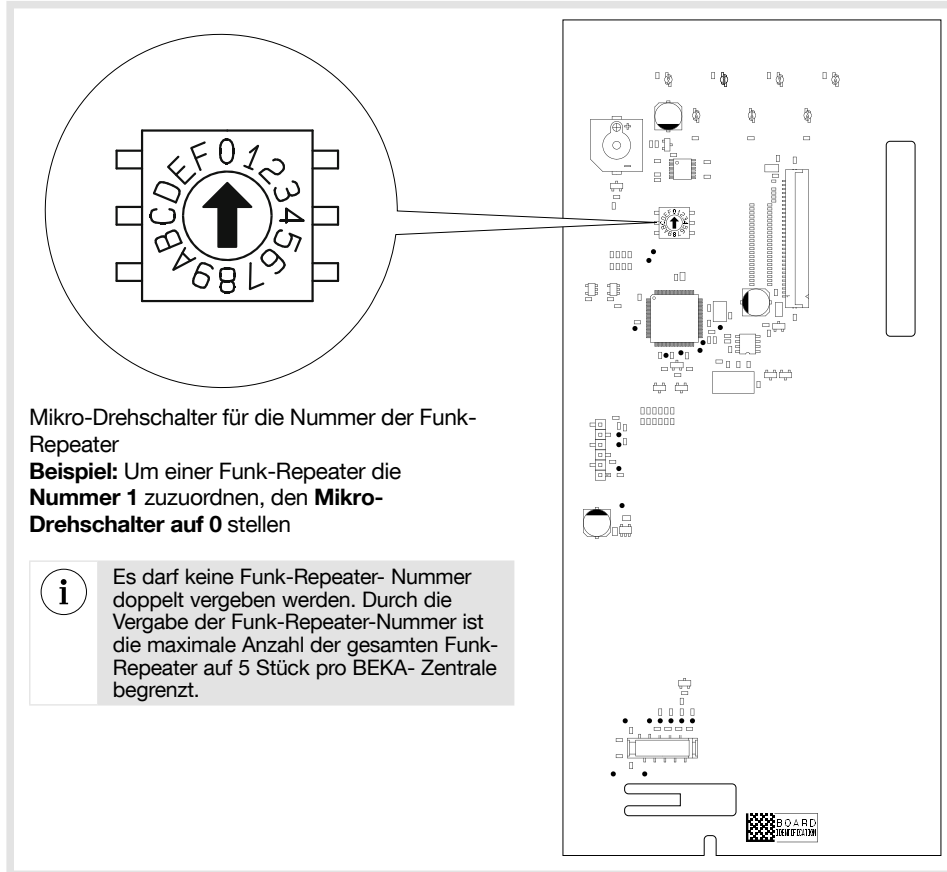 0 1 2 3 4 5 6 7 8 9 A B C D E F
Mikro-Drehschalter für die Nummer der Funk-
Repeater
Beispiel: Um einer Funk-Repeater die
Nummer 1 zuzuordnen, den Mikro-
Drehschalter auf 0 stellen
i
Es darf keine Funk-Repeater- Nummer
doppelt vergeben werden. Durch die
Vergabe der Funk-Repeater-Nummer ist
die maximale Anzahl der gesamten Funk-
Repeater auf 5 Stück pro BEKA- Zentrale
begrenzt.
BOARD
IDENTIFICATION